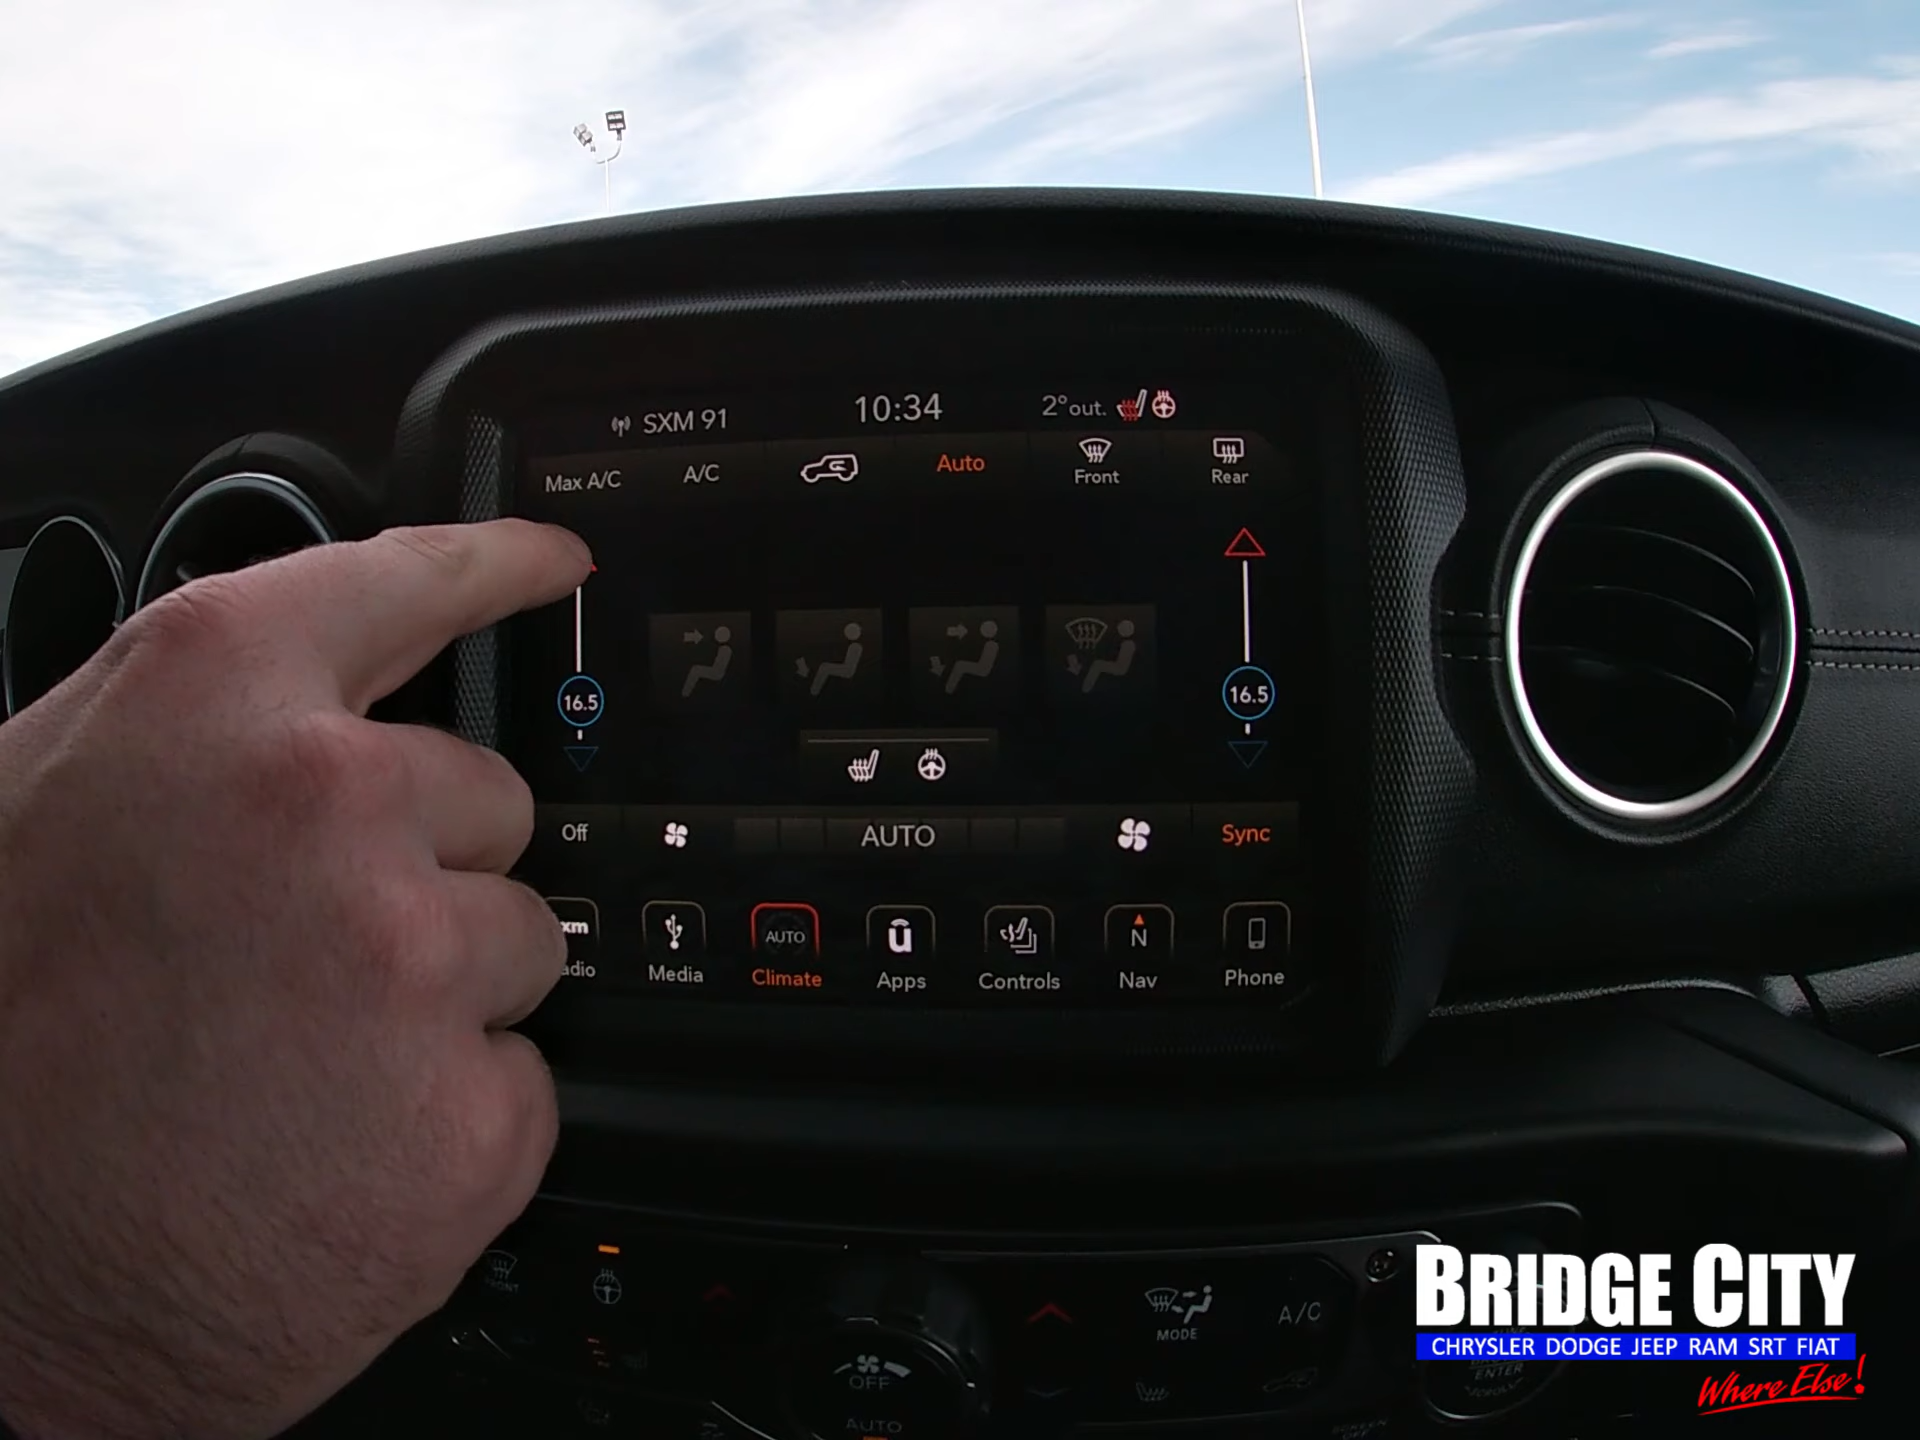 SXM 91
10:34
2°out.
Max A/C
A/C
Auto
Front
Rear
16.5
16.5
Off
AUTO
Sync
xm
AUTO
N
adio
Media
Climate
Apps
Controls
Nav
Phone
MODE
A/C
OFF
AUTO
ENTER
SCREEN
OFF
BRIDGE CITY
CHRYSLER DODGE JEEP RAM SRT FIAT
Where Else!